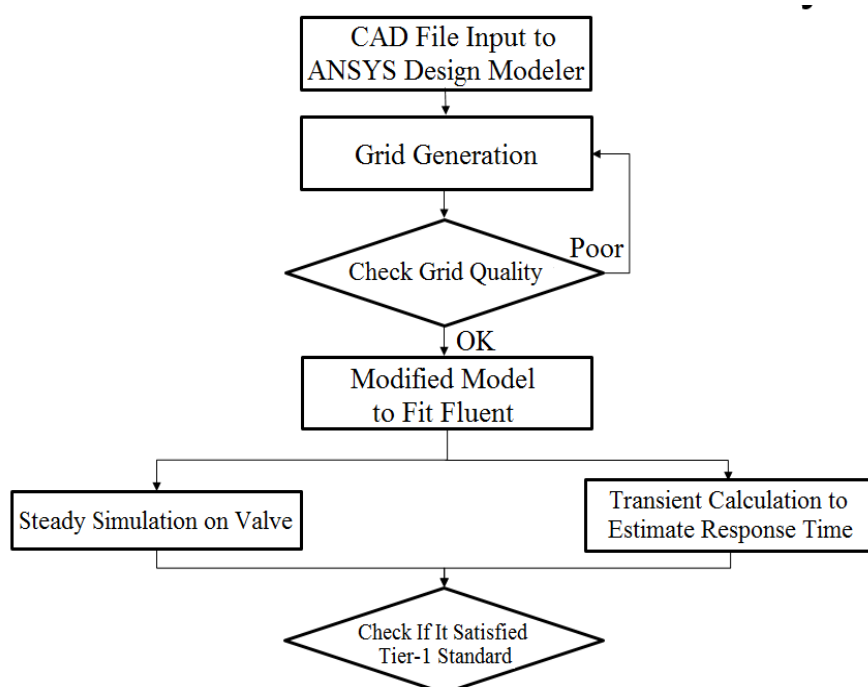 CAD File Input to
ANSYS Design Modeler
Grid Generation
Poor
Check Grid Quality
OK
Modified Model
to Fit Fluent
Steady Simulation on Valve
Transient Calculation to
Estimate Response Time
Check If It Satisfied
Tier-1 Standard